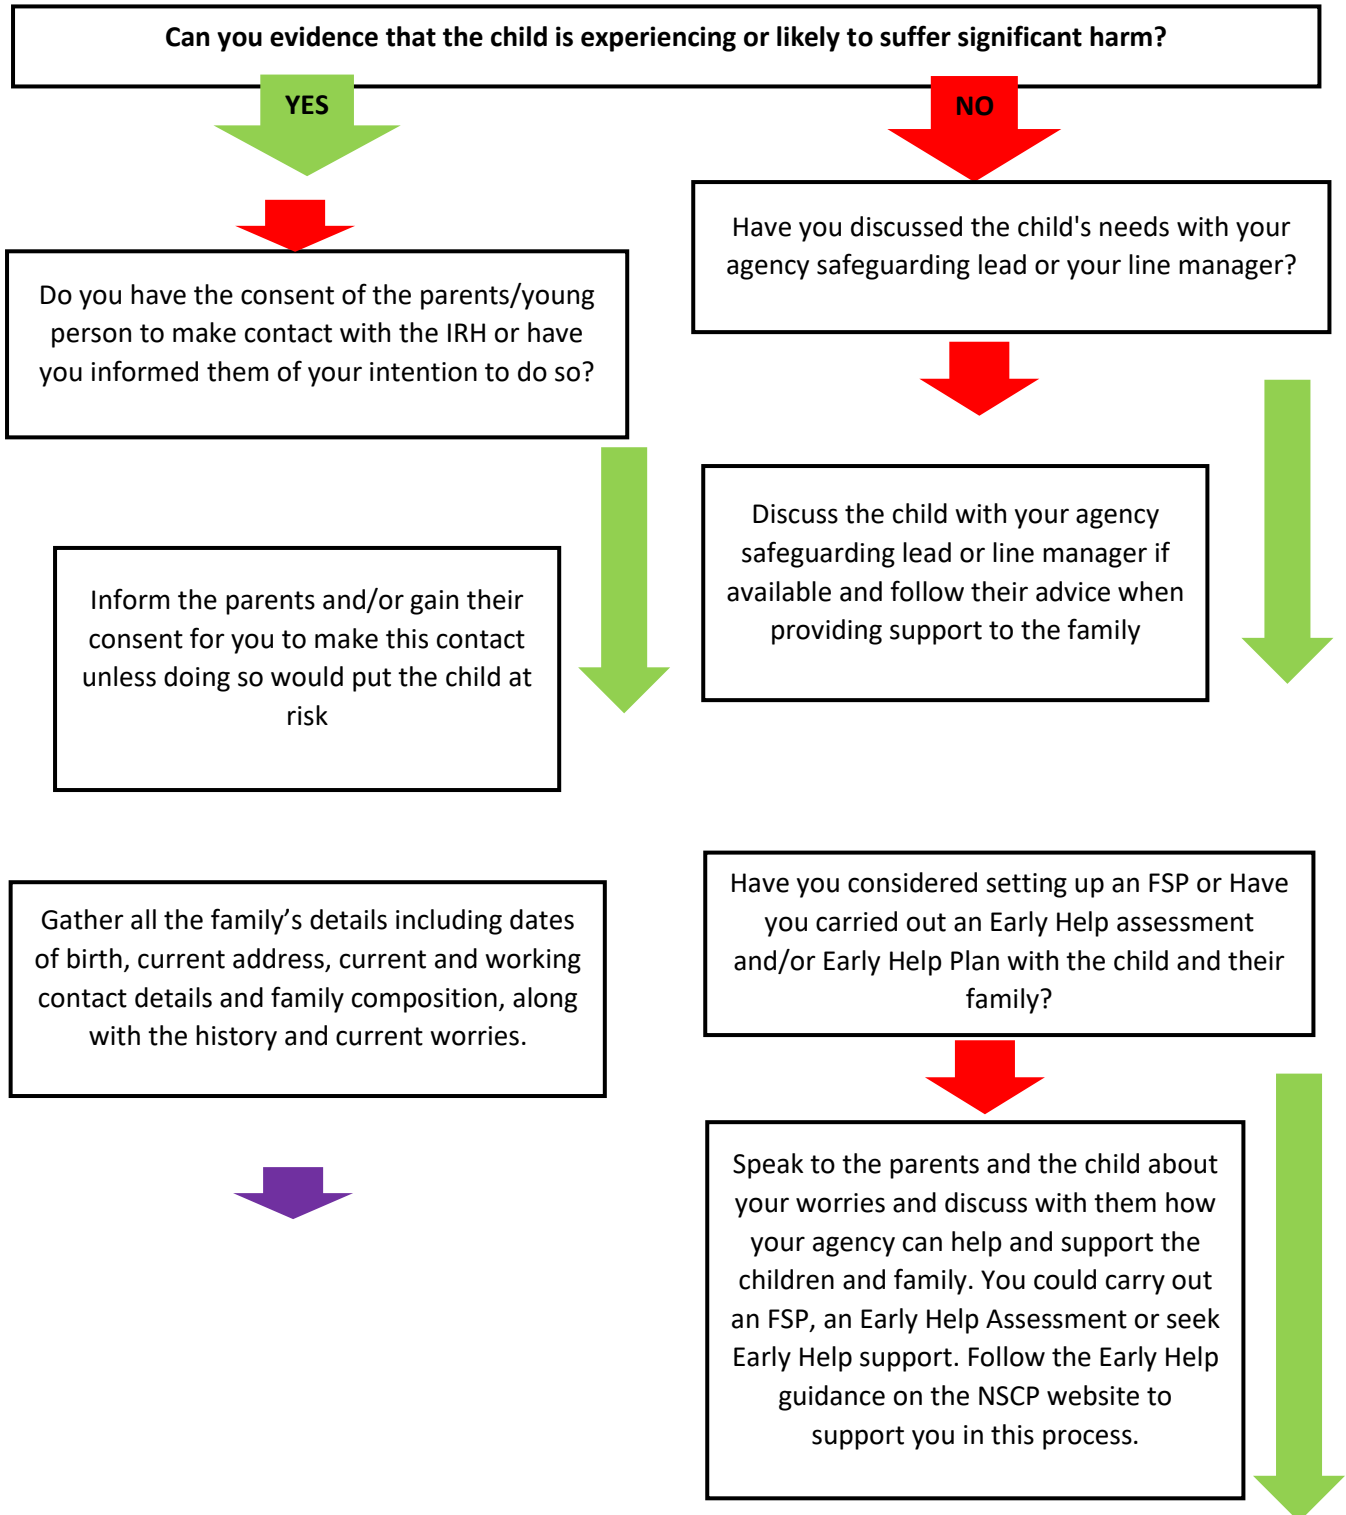 Can you evidence that the child is experiencing or likely to suffer significant harm?
YES
NO
Do you have the consent of the parents/young
person to make contact with the IRH or have
you informed them of your intention to do so?
Have you discussed the child's needs with your
agency safeguarding lead or your line manager?
Inform the parents and/or gain their
consent for you to make this contact
unless doing so would put the child at
risk
Discuss the child with your agency
safeguarding lead or line manager if
available and follow their advice when
providing support to the family
Gather all the family’s details including dates
of birth, current address, current and working
contact details and family composition, along
with the history and current worries.
Have you considered setting up an FSP or Have
you carried out an Early Help assessment
and/or Early Help Plan with the child and their
family?
Speak to the parents and the child about
your worries and discuss with them how
your agency can help and support the
children and family. You could carry out
an FSP, an Early Help Assessment or seek
Early Help support. Follow the Early Help
guidance on the NSCP website to
support you in this process.